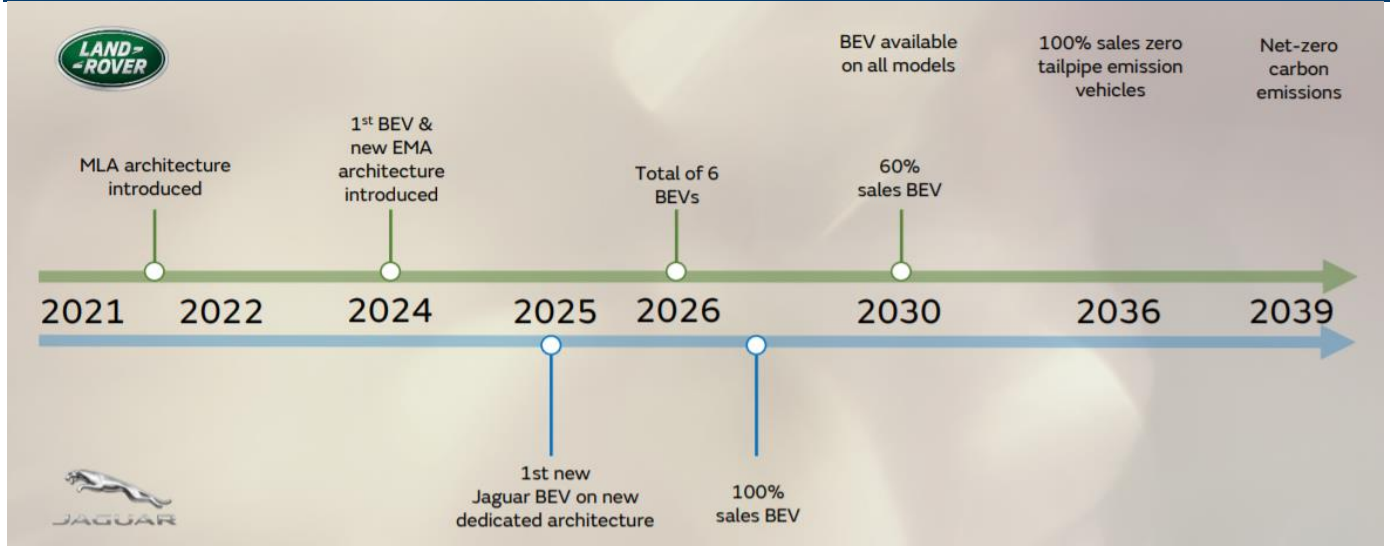 LAND-
-ROVER
BEV available
on all models
100% sales zero
tailpipe emission
vehicles
Net-zero
carbon
emissions
MLA architecture
introduced
1st BEV &
new EMA
architecture
introduced
Total of 6
BEVs
60%
sales BEV
2021 2022 2024 2025 2026 2030 2036 2039
1st new
Jaguar BEV on new
dedicated architecture
100%
sales BEV
JAGUAR